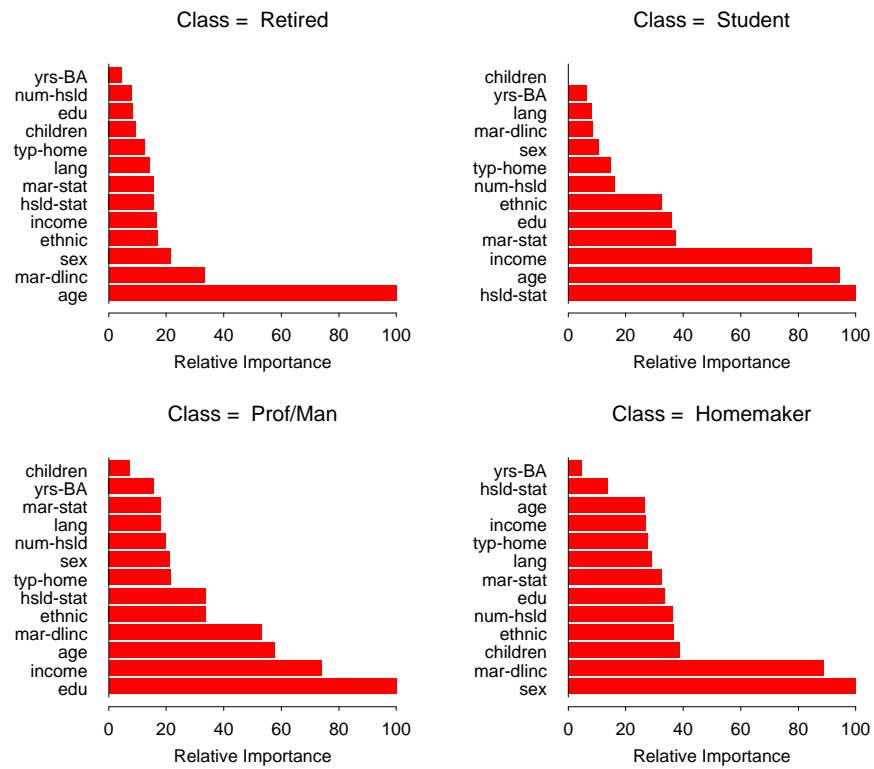 Class =  Retired
yrs-BA
num-hsld
edu
children
typ-home
lang
mar-stat
hsld-stat
income
ethnic
sex
mar-dlinc
age
0 20 40 60 80 100
Relative Importance
Class =  Student
children
yrs-BA
lang
mar-dlinc
sex
typ-home
num-hsld
ethnic
edu
mar-stat
income
age
hsld-stat
0 20 40 60 80 100
Relative Importance
Class =  Prof/Man
children
yrs-BA
mar-stat
lang
num-hsld
sex
typ-home
hsld-stat
ethnic
mar-dlinc
age
income
edu
0 20 40 60 80 100
Relative Importance
Class =  Homemaker
yrs-BA
hsld-stat
age
income
typ-home
lang
mar-stat
edu
num-hsld
ethnic
children
mar-dlinc
sex
0 20 40 60 80 100
Relative Importance